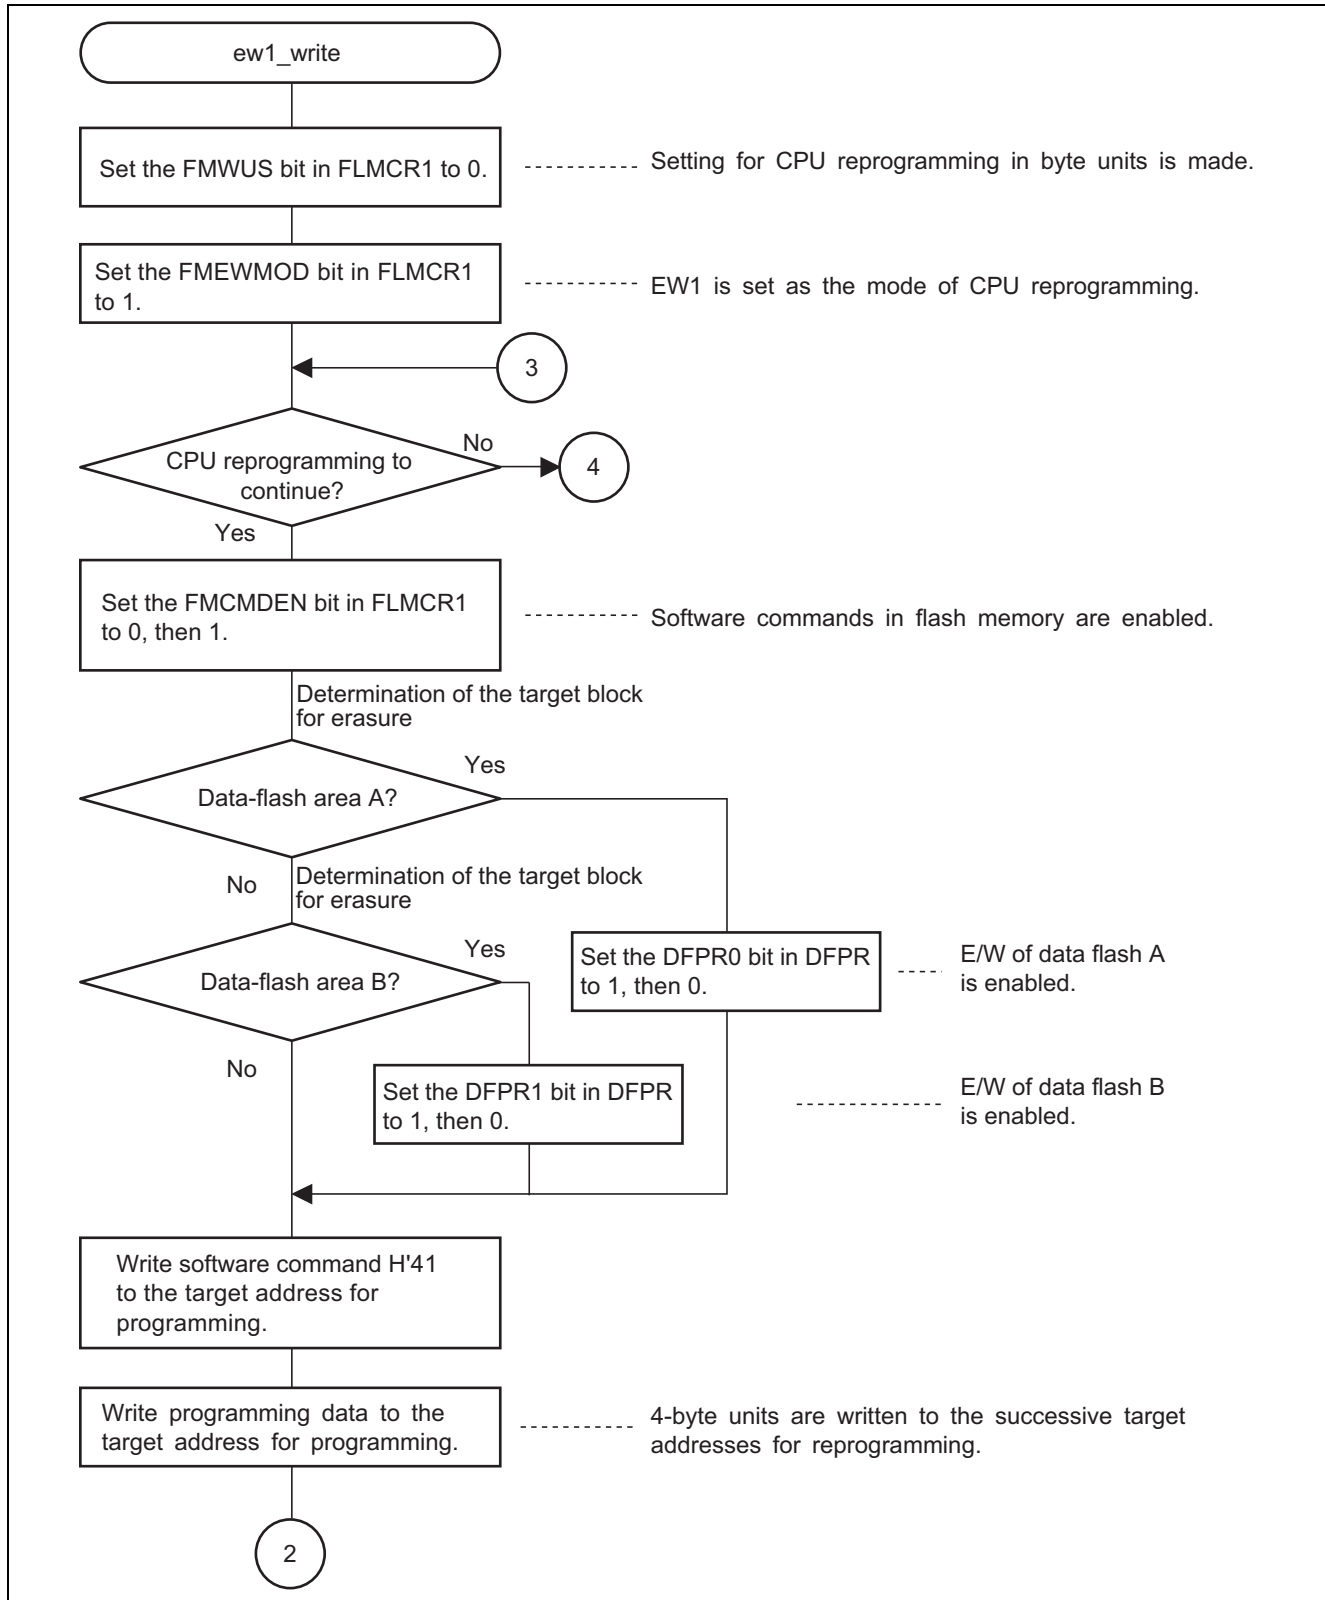 ew1_write
Set the FMWUS bit in FLMCR1 to 0.
Setting for CPU reprogramming in byte units is made.
Set the FMEWMOD bit in FLMCR1
to 1.
EW1 is set as the mode of CPU reprogramming.
3
No
CPU reprogramming to
continue?
4
Yes
Set the FMCMDEN bit in FLMCR1
to 0, then 1.
Software commands in flash memory are enabled.
Determination of the target block
for erasure
Yes
Data-flash area A?
No
Determination of the target block
for erasure
Yes
Data-flash area B?
Set the DFPR0 bit in DFPR
to 1, then 0.
E/W of data flash A
is enabled.
No
Set the DFPR1 bit in DFPR
to 1, then 0.
E/W of data flash B
is enabled.
Write software command H'41
to the target address for
programming.
Write programming data to the
target address for programming.
4-byte units are written to the successive target
addresses for reprogramming.
2